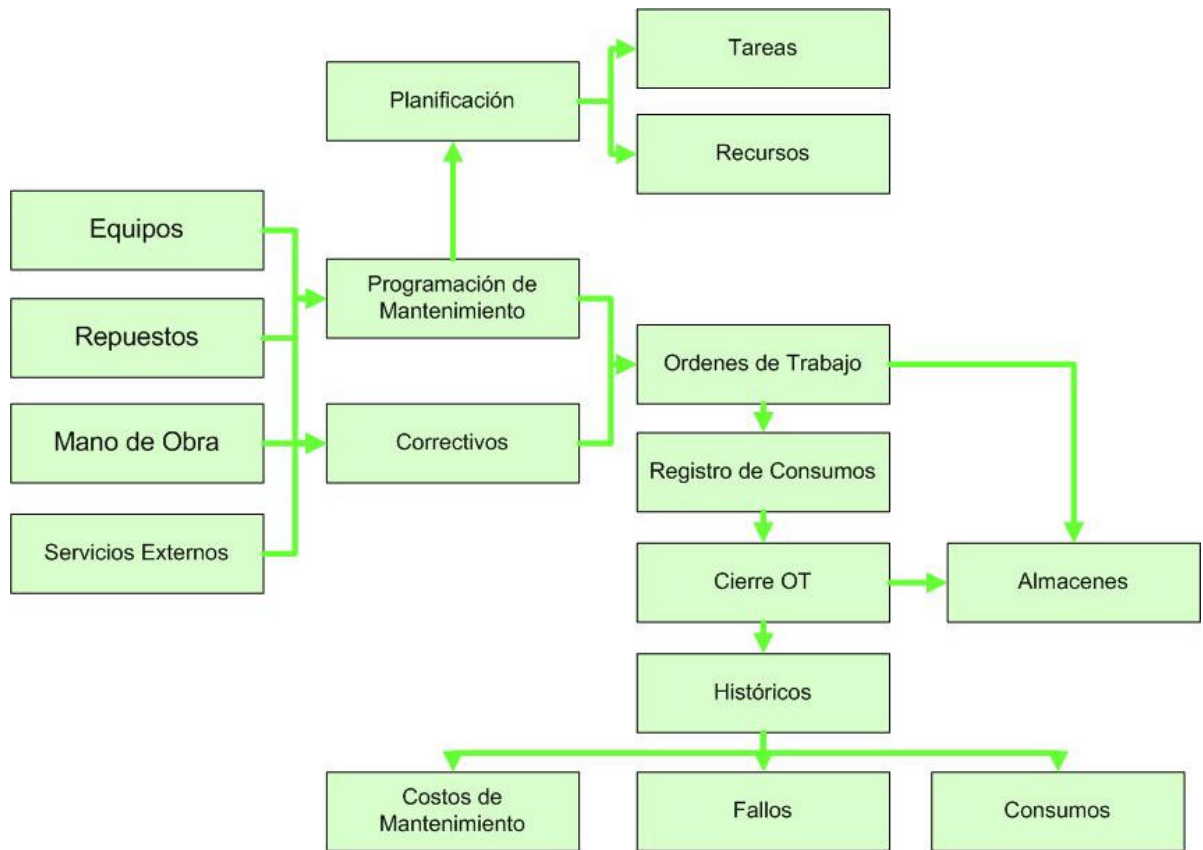 Tareas
Planificación
Recursos
Equipos
Programación de
Mantenimiento
Repuestos
Ordenes de Trabajo
Mano de Obra
Correctivos
Registro de Consumos
Servicios Externos
Cierre OT
Almacenes
Históricos
Costos de
Mantenimiento
Fallos
Consumos